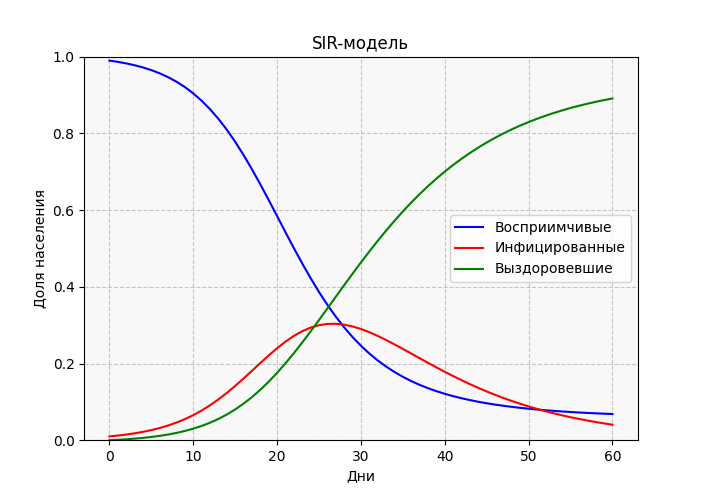 SIR-модель
1.0
0.8
0.6
0.4
0.2
0.0
Доля населения
Восприимчивые
Инфицированные
Выздоровевшие
0 10 20 30 40 50 60
Дни